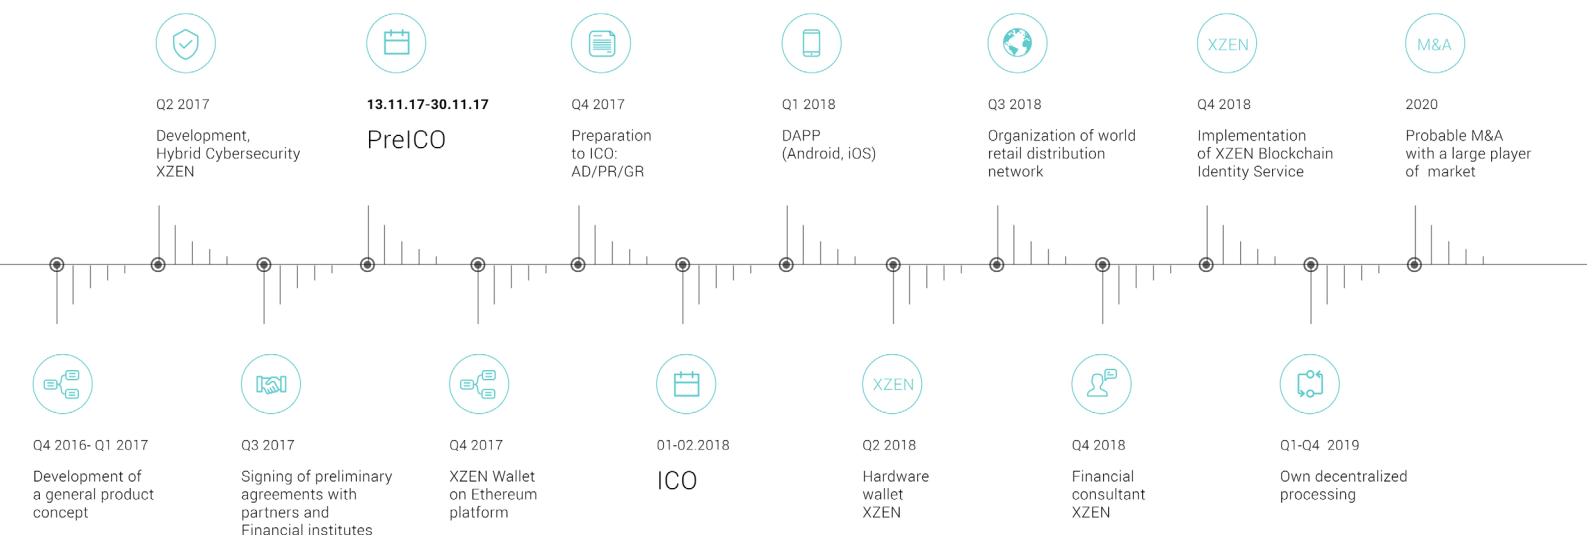 XZEN
M&A
Q2 2017
Development,
Hybrid Cybersecurity
XZEN
13.11.17-30.11.17
PreICO
Q4 2017
Preparation
to ICO:
AD/PR/GR
Q1 2018
DAPP
(Android, iOS)
Q3 2018
Organization of world
retail distribution
network
Q4 2018
Implementation
of XZEN Blockchain
Identity Service
2020
Probable M&A
with a large player
of market
XZEN
Q4 2016- Q1 2017
Development of
a general product
concept
Q3 2017
Signing of preliminary
agreements with
partners and
Financial institutes
Q4 2017
XZEN Wallet
on Ethereum
platform
01-02.2018
ICO
Q2 2018
Hardware
wallet
XZEN
Q4 2018
Financial
consultant
XZEN
Q1-Q4 2019
Own decentralized
processing